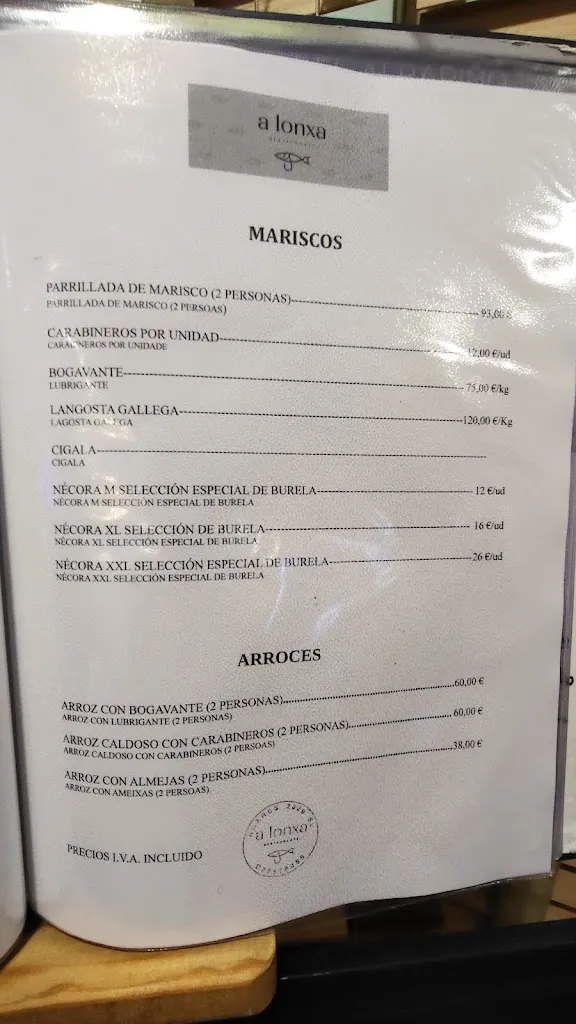 a lonxa
MARISCOS
PARRILLADA DE MARISCO (2 PERSONAS)---93,00
PARRILLADA DE MARISCO (2 PERSOAS)
CARABINEROS POR UNIDAD---12,00 €/ud
CARABINEROS POR UNIDADE
BOGAVANTE---75,00 €/kg
LUBRIGANTE
LANGOSTA GALLEGA---120,00 €/Kg
LAGOSTA GALEGA
CIGALA---
CIGALA
NÉCORA M SELECCIÓN ESPECIAL DE BURELA---12 €/ud
NÉCORA M SELECCIÓN ESPECIAL DE BURELA
NÉCORA XL SELECCIÓN DE BURELA---16 €/ud
NÉCORA XL SELECCIÓN ESPECIAL DE BURELA
NÉCORA XXL SELECCIÓN ESPECIAL DE BURELA---26 €/ud
NÉCORA XXL SELECCIÓN ESPECIAL DE BURELA
ARROCES
ARROZ CON BOGAVANTE (2 PERSONAS)...60,00 €
ARROZ CON LUBRIGANTE (2 PERSONAS)
ARROZ CALDOSO CON CARABINEROS (2 PERSONAS)...60,00 €
ARROZ CALDOSO CON CARABINEROS (2 PERSOAS)
ARROZ CON ALMEJAS (2 PERSONAS)...38,00 €
ARROZ CON AMEIXAS (2 PERSOAS)
PRECIOS I.V.A. INCLUIDO
a lonxa